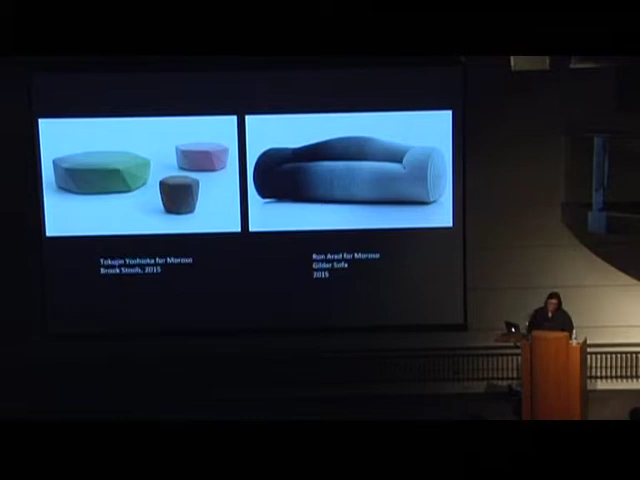 Tokujin Yoshioka for Moroso
Brook Stools, 2015
Ron Arad for Moroso
Glider Sofa
2015